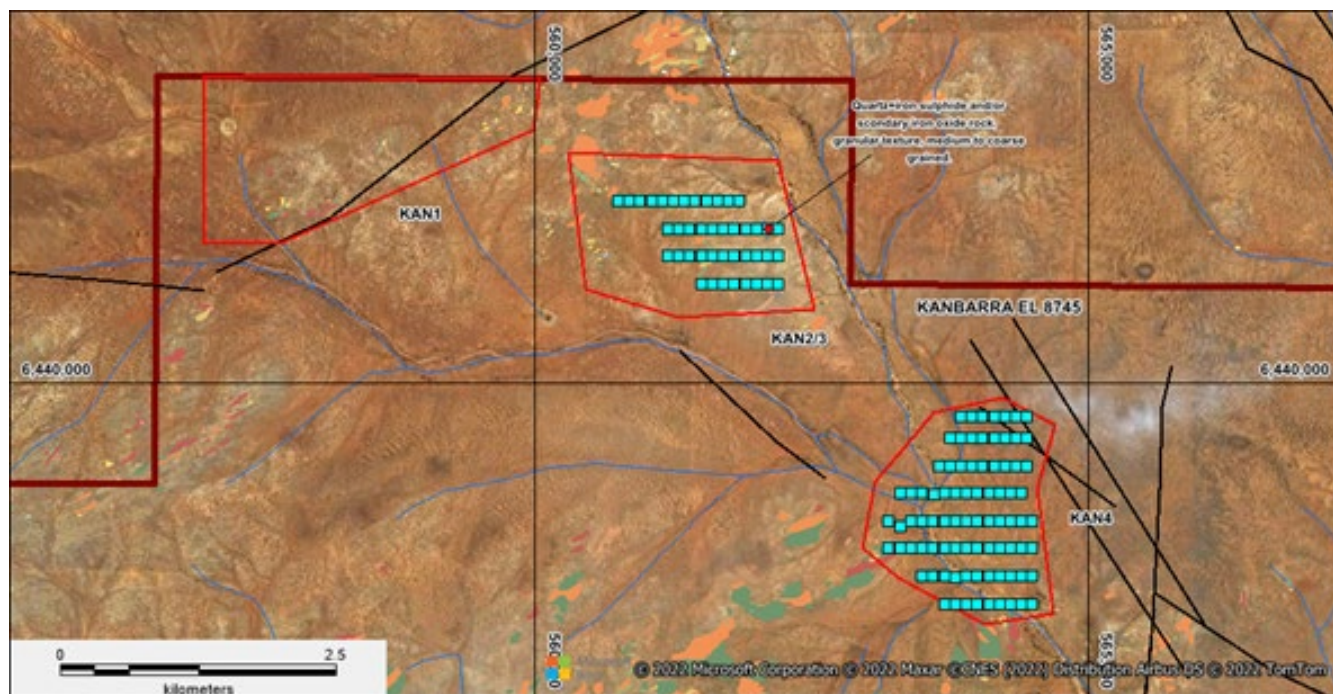 560,000
565,000
Quartz+iron sulphide and/or
scondary iron oxide rock,
granular texture, medium to coarse
grained.
KAN1
KANBARRA EL 8745
KAN2/3
6,440,000
6,440,000
KAN4
0
2.5
kilometers
© 2022 Microsoft Corporation © 2022 Maxar ©CNES (2022) Distribution Airbus DS © 2022 TomTom